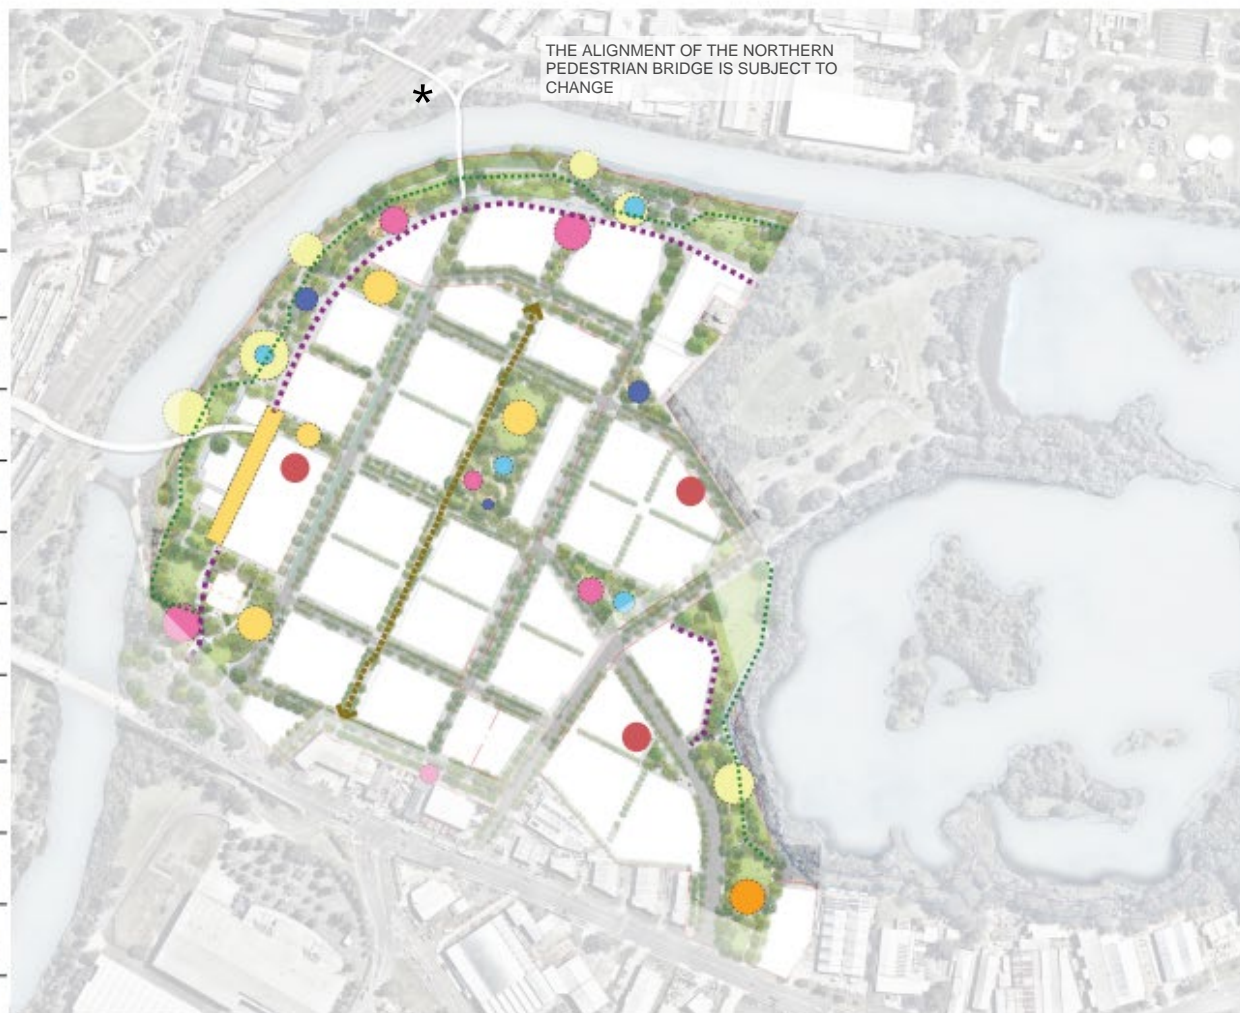 THE ALIGNMENT OF THE NORTHERN
PEDESTRIAN BRIDGE IS SUBJECT TO
CHANGE
*